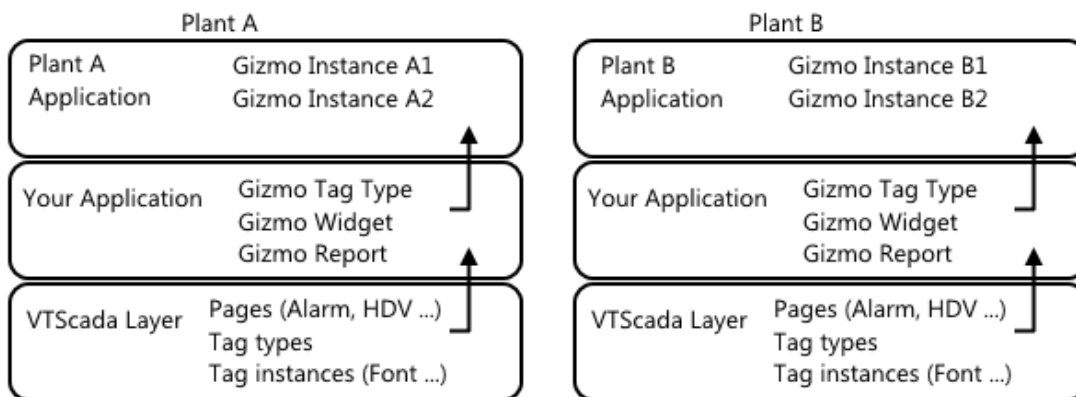 Plant A
Plant A Gizmo Instance A1
Application Gizmo Instance A2
Your Application Gizmo Tag Type
Gizmo Widget
Gizmo Report
VTScada Layer Pages (Alarm, HDV ...)
Tag types
Tag instances (Font ...)
Plant B
Plant B Gizmo Instance B1
Application Gizmo Instance B2
Your Application Gizmo Tag Type
Gizmo Widget
Gizmo Report
VTScada Layer Pages (Alarm, HDV ...)
Tag types
Tag instances (Font ...)